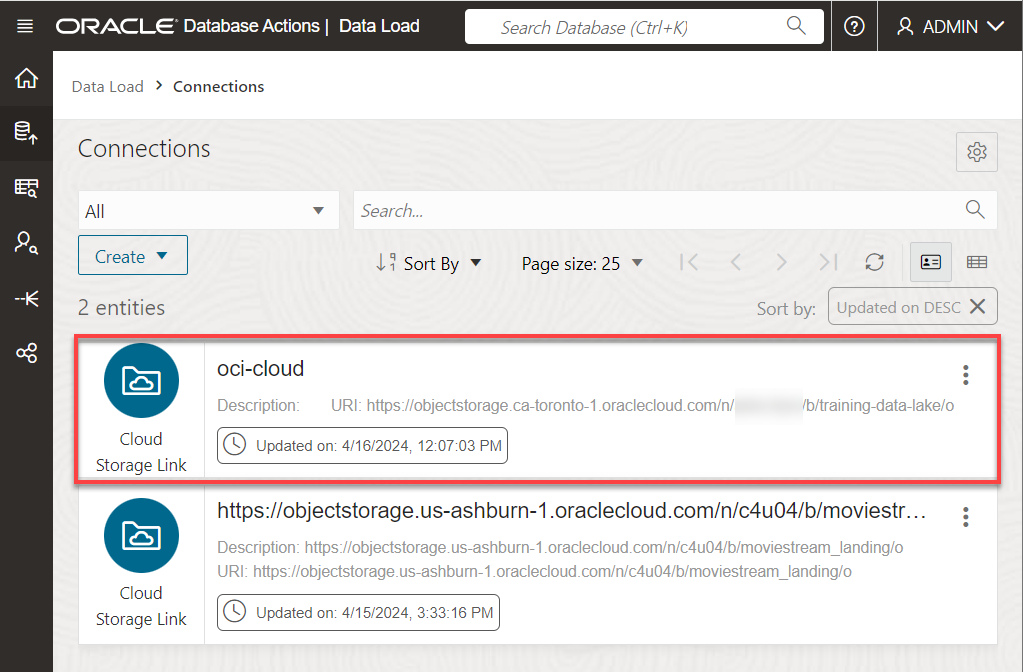 ORACLE Database Actions | Data Load
Search Database (Ctrl+K)
ADMIN
Data Load > Connections
Connections
All
Search...
Create
Sort By
Page size: 25
2 entities
Sort by: Updated on DESC
oci-cloud
Description: URI: https://objectstorage.ca-toronto-1.oraclecloud.com/n/ /b/training-data-lake/o
Updated on: 4/16/2024, 12:07:03 PM
Cloud
Storage Link
https://objectstorage.us-ashburn-1.oraclecloud.com/n/c4u04/b/moviestr...
Description: https://objectstorage.us-ashburn-1.oraclecloud.com/n/c4u04/b/moviestream_landing/o
URI: https://objectstorage.us-ashburn-1.oraclecloud.com/n/c4u04/b/moviestream_landing/o
Updated on: 4/15/2024, 3:33:16 PM
Cloud
Storage Link